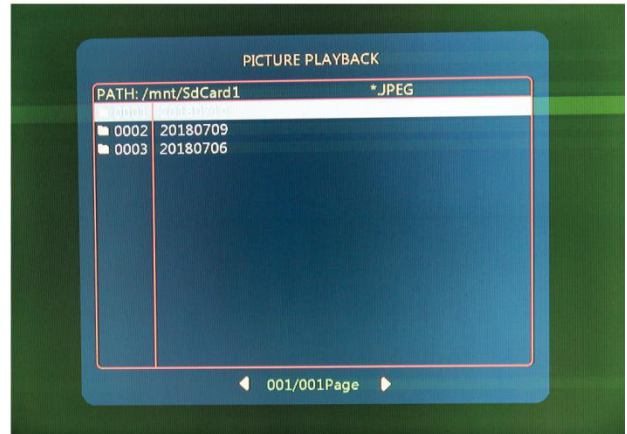 PICTURE PLAYBACK
PATH: /mnt/SdCard1 *.JPEG
0002 20180709
0003 20180706
001/001Page